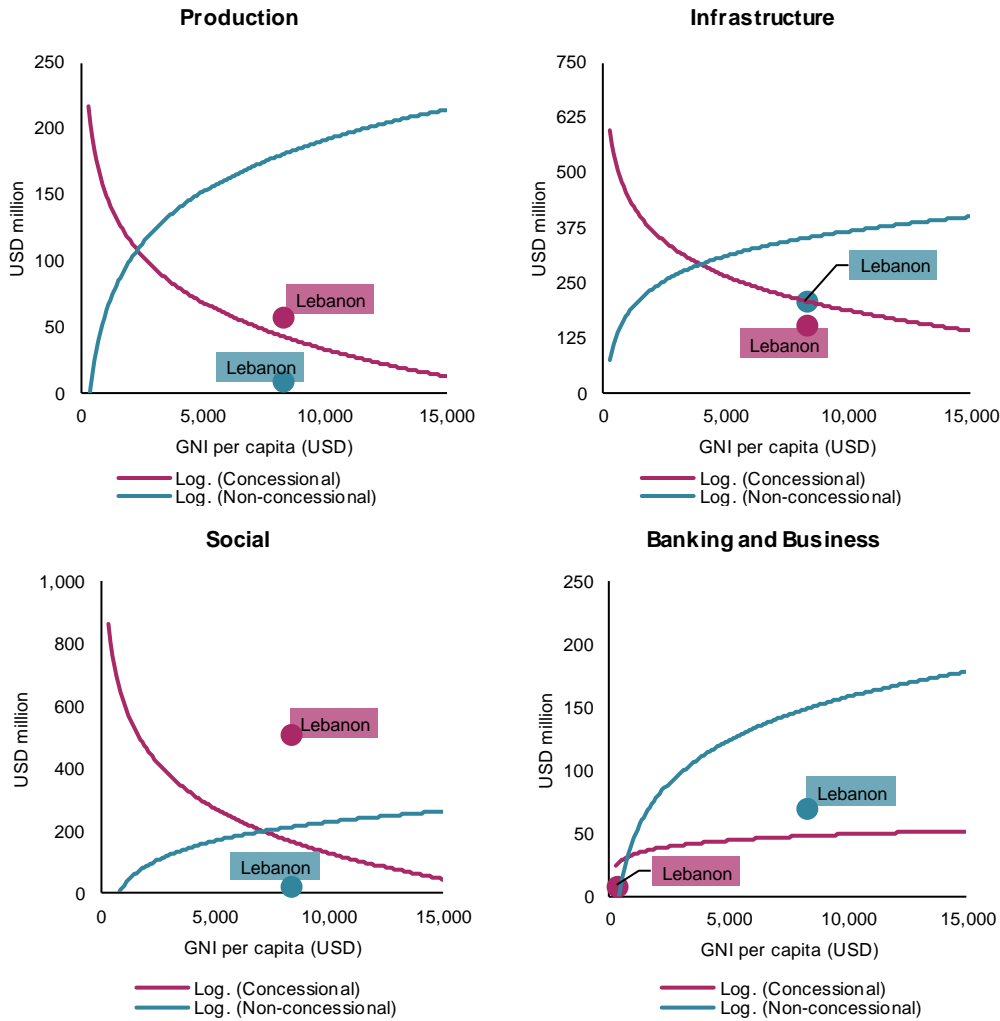 Production
250
200
150
100
50
0
USD million
Lebanon
Lebanon
0 5,000 10,000 15,000
GNI per capita (USD)
Log. (Concessional)
Log. (Non-concessional)
Infrastructure
750
625
500
375
250
125
0
USD million
Lebanon
Lebanon
0 5,000 10,000 15,000
GNI per capita (USD)
Log. (Concessional)
Log. (Non-concessional)
Social
1,000
800
600
400
200
0
USD million
Lebanon
Lebanon
0 5,000 10,000 15,000
GNI per capita (USD)
Log. (Concessional)
Log. (Non-concessional)
Banking and Business
250
200
150
100
50
0
USD million
Lebanon
Lebanon
0 5,000 10,000 15,000
GNI per capita (USD)
Log. (Concessional)
Log. (Non-concessional)